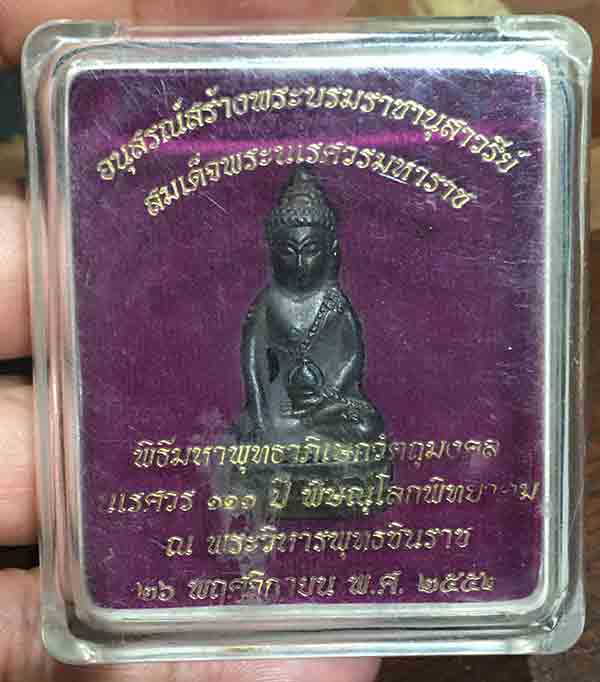 อนุสรณ์สร้างพระบรมราชานุสาวรีย์
สมเด็จพระนเรศวรมหาราช
พิธีมหาพุทธาภิเษกวัตถุมงคล
นเรศวร ๑๑๑ ปี พิษณุโลกพิทยาคม
ณ พระวิหารพุทธชินราช
๒๖ พฤศจิกายน พ.ศ. ๒๕๕๒